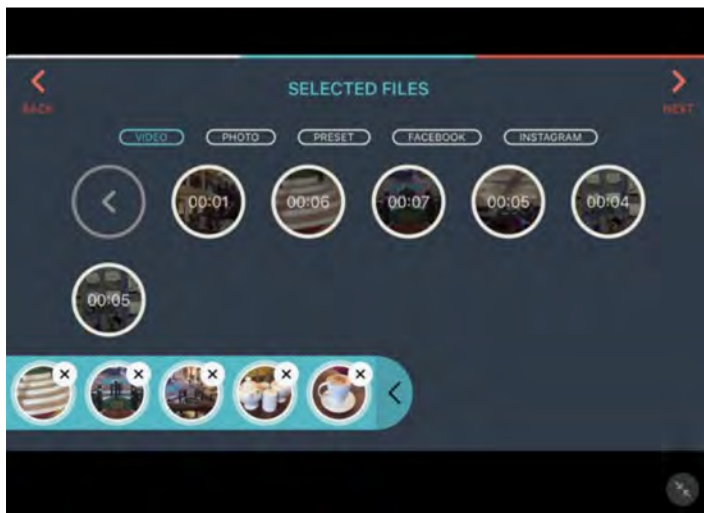 SELECTED FILES
BACK
NEXT
VIDEO PHOTO PRESET FACEBOOK INSTAGRAM
00:01 00:06 00:07 00:05 00:04
00:05